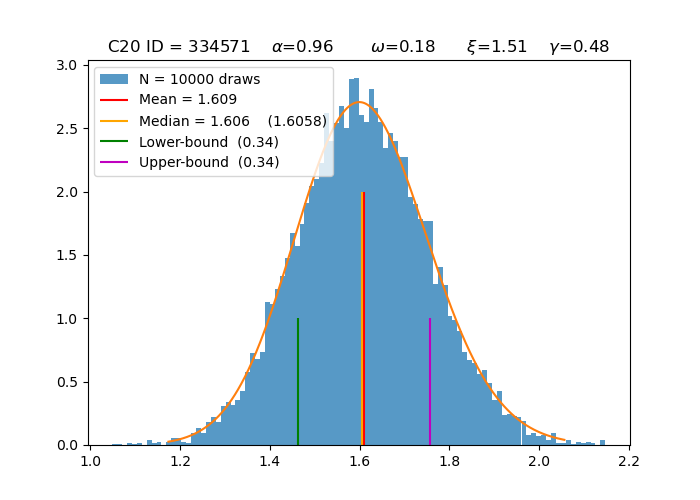 C20 ID = 334571 α=0.96 ω=0.18 ξ=1.51 γ=0.48
3.0
2.5
2.0
1.5
1.0
0.5
0.0
N = 10000 draws
Mean = 1.609
Median = 1.606 (1.6058)
Lower-bound (0.34)
Upper-bound (0.34)
1.0 1.2 1.4 1.6 1.8 2.0 2.2